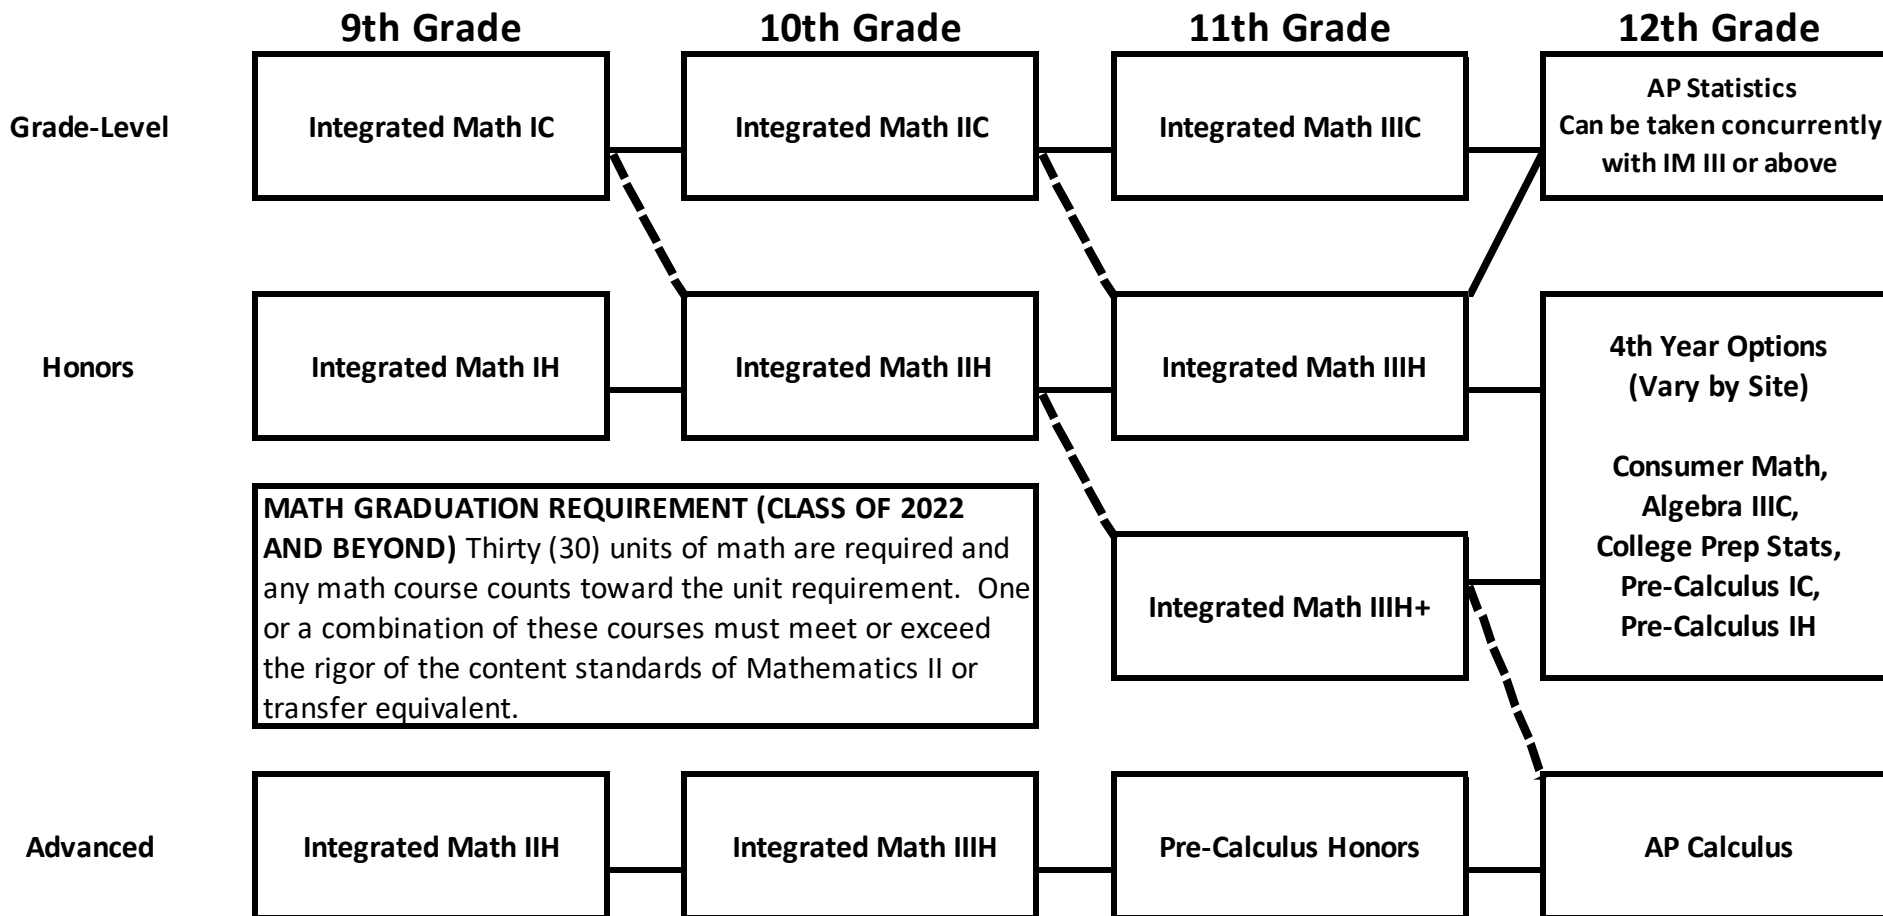 9th Grade
10th Grade
11th Grade
12th Grade
Grade-Level
Integrated Math IC
Integrated Math IIC
Integrated Math IIIC
AP Statistics
Can be taken concurrently
with IM III or above
Honors
Integrated Math IH
Integrated Math IIH
Integrated Math IIIH
4th Year Options
(Vary by Site)
Consumer Math,
Algebra IIIC,
College Prep Stats,
Pre-Calculus IC,
Pre-Calculus IH
MATH GRADUATION REQUIREMENT (CLASS OF 2022
AND BEYOND) Thirty (30) units of math are required and
any math course counts toward the unit requirement. One
or a combination of these courses must meet or exceed
the rigor of the content standards of Mathematics II or
transfer equivalent.
Integrated Math IIIH+
Advanced
Integrated Math IIH
Integrated Math IIIH
Pre-Calculus Honors
AP Calculus